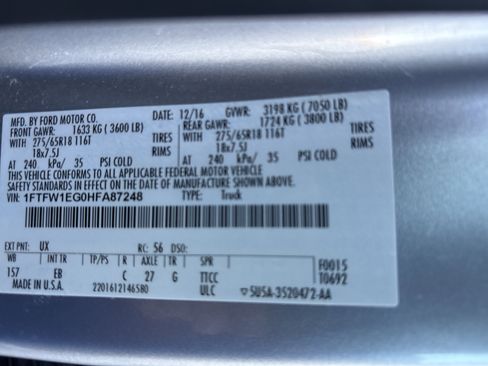 MFD. BY FORD MOTOR CO. 12/16 GVWR: 3198 KG ( 7050 LB)
FRONT GAWR: 1633 KG ( 3600 LB) REAR GAWR: 1724 KG ( 3800 LB)
WITH 275/65R18 116T TIRES WITH 275/65R18 116T TIRES
18x7.5J RIMS 18x7.5J RIMS
AT 240 kPa/ 35 PSI COLD AT 240 kPa/ 35 PSI COLD
THIS VEHICLE CONFORMS TO ALL APPLICABLE FEDERAL MOTOR VEHICLE
SAFETY STANDARDS IN EFFECT ON THE DATE OF MANUFACTURE SHOWN ABOVE.
VIN: 1FTFW1EG0HFA87248 TYPE: Truck
EXT PNT: UX RC: 56 DSO:
WB INT TR TP/PS R AXLE TR SPR F0015
157 EB C 27 G TTCC T0692
MADE IN U.S.A. 2201612146580 ULC ▽5U5A-3520472-AA